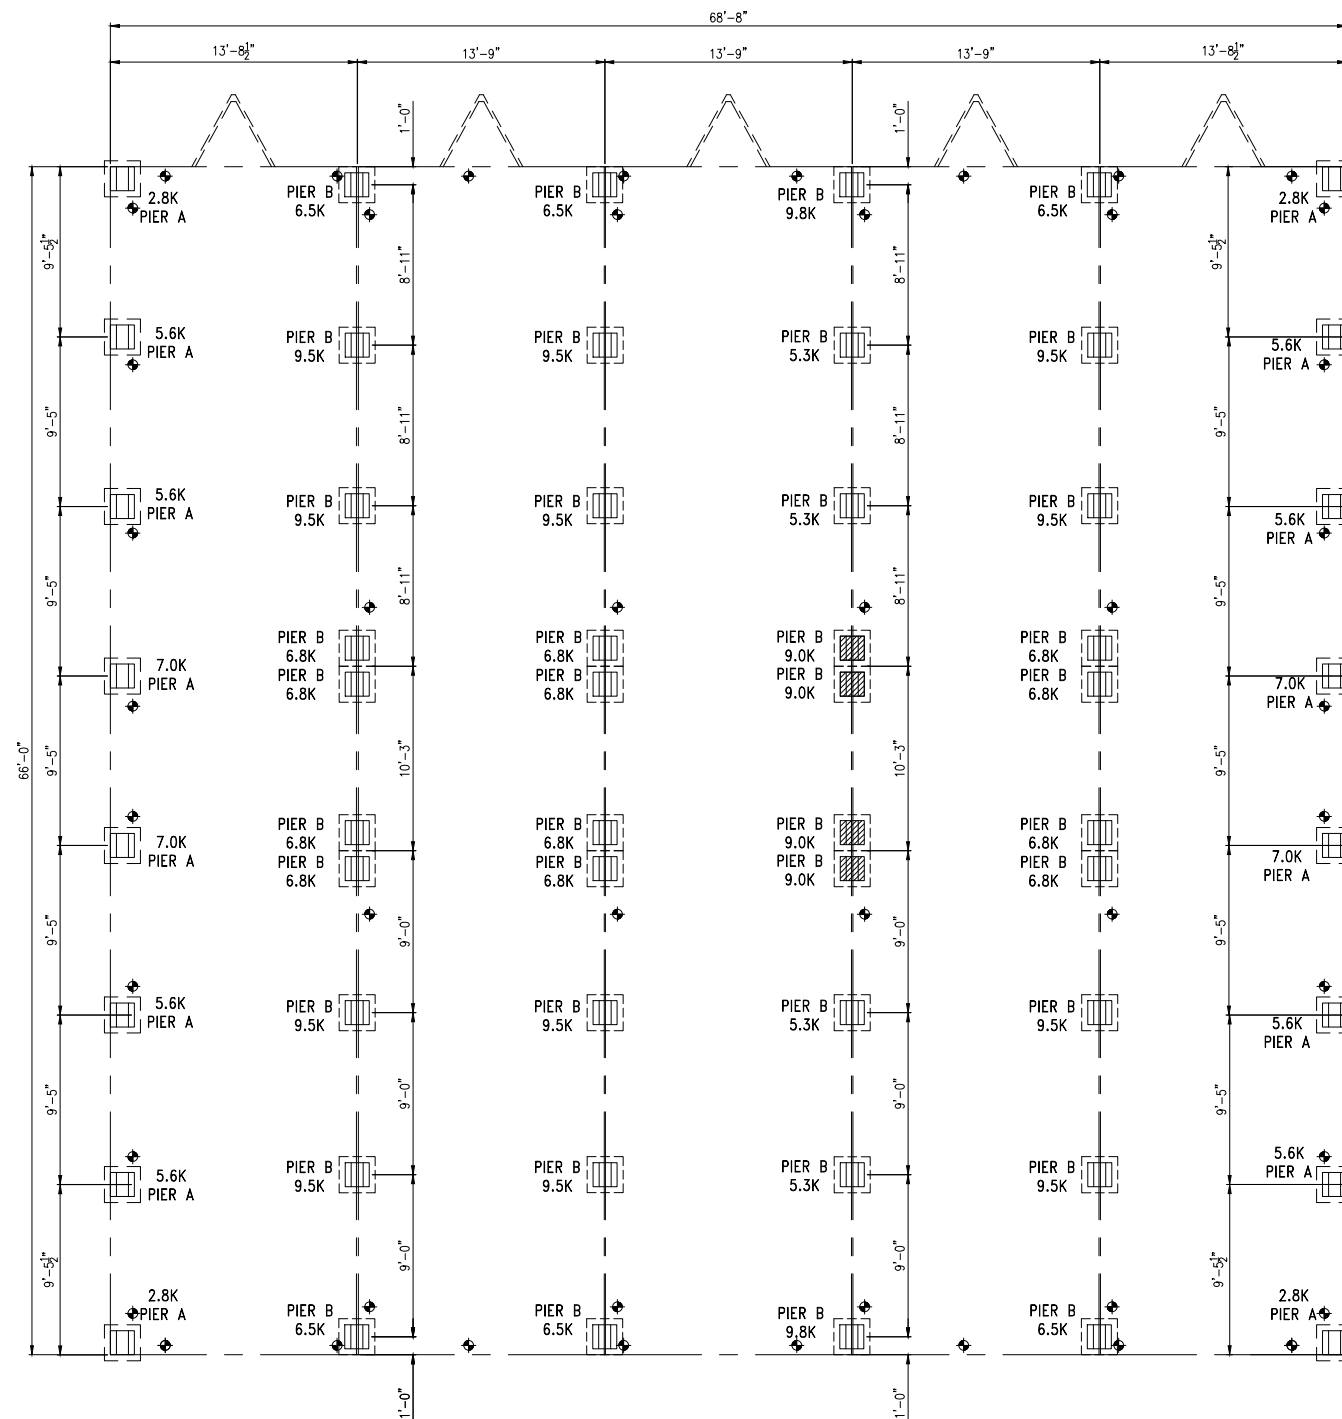 68'-8"
13'-8½"
13'-9"
13'-9"
13'-9"
13'-8½"
1'-0"
1'-0"
2.8K
PIER A
PIER B
6.5K
PIER B
6.5K
PIER B
9.8K
PIER B
6.5K
2.8K
PIER A
9'-5½"
8'-11"
8'-11"
9'-5½"
5.6K
PIER A
PIER B
9.5K
PIER B
9.5K
PIER B
5.3K
PIER B
9.5K
5.6K
PIER A
9'-5"
8'-11"
8'-11"
9'-5"
5.6K
PIER A
PIER B
9.5K
PIER B
9.5K
PIER B
5.3K
PIER B
9.5K
5.6K
PIER A
9'-5"
8'-11"
8'-11"
9'-5"
7.0K
PIER A
PIER B
6.8K
PIER B
6.8K
PIER B
6.8K
PIER B
6.8K
PIER B
9.0K
PIER B
9.0K
PIER B
6.8K
PIER B
6.8K
7.0K
PIER A
66'-0"
9'-5"
10'-3"
10'-3"
9'-5"
7.0K
PIER A
PIER B
6.8K
PIER B
6.8K
PIER B
6.8K
PIER B
6.8K
PIER B
9.0K
PIER B
9.0K
PIER B
6.8K
PIER B
6.8K
7.0K
PIER A
9'-5"
9'-0"
9'-0"
9'-5"
5.6K
PIER A
PIER B
9.5K
PIER B
9.5K
PIER B
5.3K
PIER B
9.5K
5.6K
PIER A
9'-5"
9'-0"
9'-0"
9'-5"
5.6K
PIER A
PIER B
9.5K
PIER B
9.5K
PIER B
5.3K
PIER B
9.5K
5.6K
PIER A
9'-5½"
9'-0"
9'-0"
9'-5½"
2.8K
PIER A
PIER B
6.5K
PIER B
6.5K
PIER B
9.8K
PIER B
6.5K
2.8K
PIER A
1'-0"
1'-0"